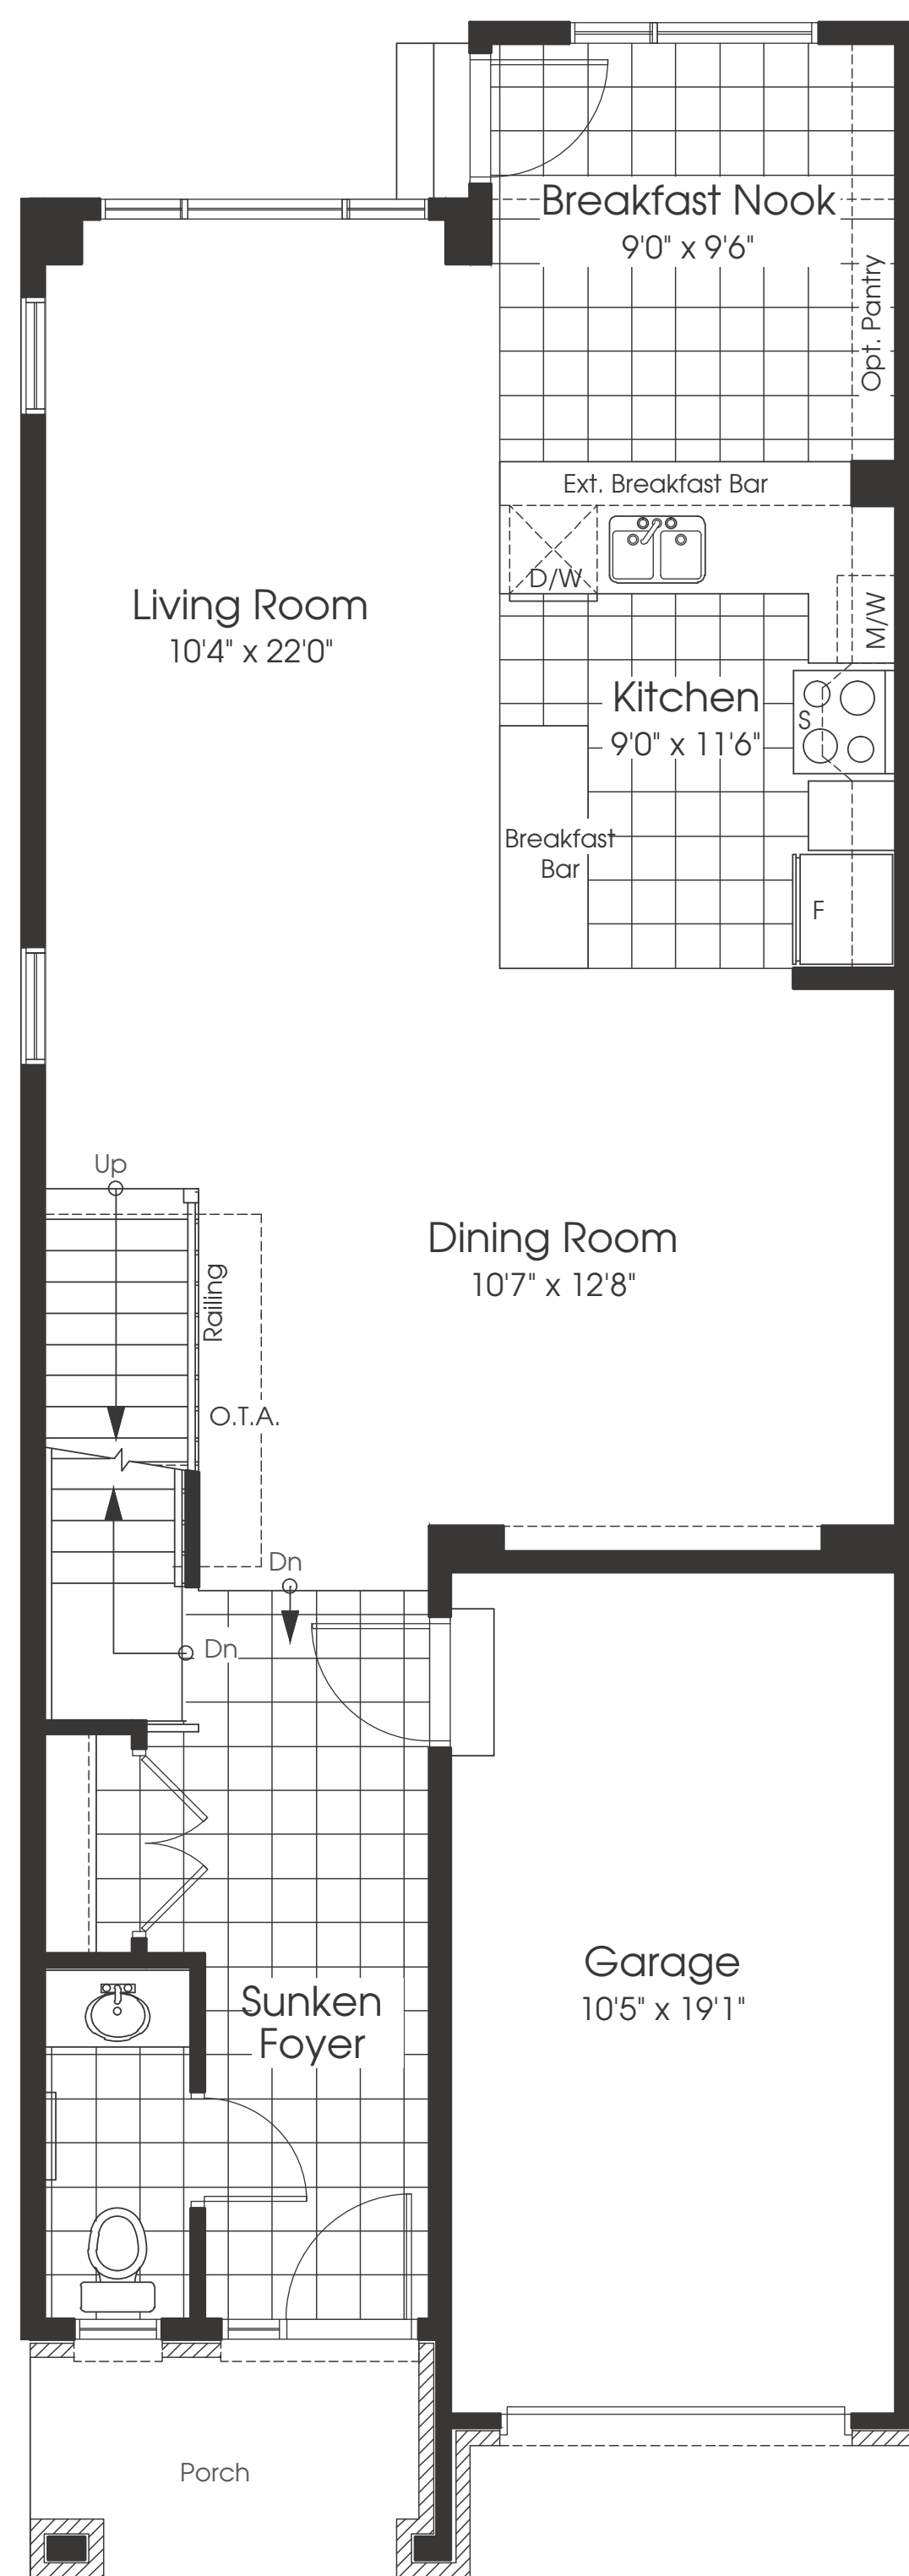 Breakfast Nook
9'0" x 9'6"
Opt. Pantry
Ext. Breakfast Bar
D/W
M/W
Living Room
10'4" x 22'0"
Kitchen
9'0" x 11'6"
S
Breakfast
Bar
F
Up
Dining Room
10'7" x 12'8"
Railing
O.T.A.
Dn
Dn
Garage
10'5" x 19'1"
Sunken
Foyer
Porch